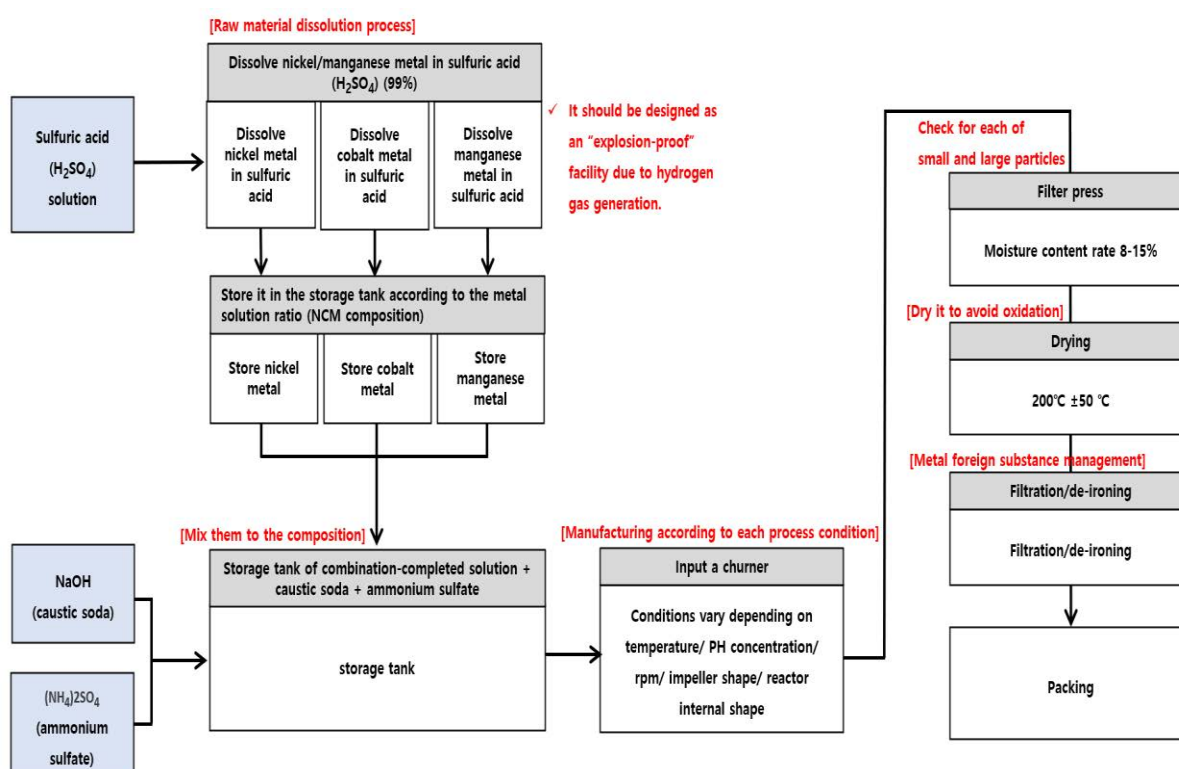 [Raw material dissolution process]
Dissolve nickel/manganese metal in sulfuric acid
(H2SO4) (99%)
Sulfuric acid
(H2SO4)
solution
Dissolve
nickel metal
in sulfuric
acid
Dissolve
cobalt metal
in sulfuric
acid
Dissolve
manganese
metal in
sulfuric acid
✓ It should be designed as
an “explosion-proof”
facility due to hydrogen
gas generation.
Store it in the storage tank according to the metal
solution ratio (NCM composition)
Store nickel
metal
Store cobalt
metal
Store
manganese
metal
[Mix them to the composition]
NaOH
(caustic soda)
(NH4)2SO4
(ammonium
sulfate)
Storage tank of combination-completed solution +
caustic soda + ammonium sulfate
storage tank
[Manufacturing according to each process condition]
Input a churner
Conditions vary depending on
temperature/ PH concentration/
rpm/ impeller shape/ reactor
internal shape
Check for each of
small and large particles
Filter press
Moisture content rate 8-15%
[Dry it to avoid oxidation]
Drying
200℃ ±50 ℃
[Metal foreign substance management]
Filtration/de-ironing
Filtration/de-ironing
Packing